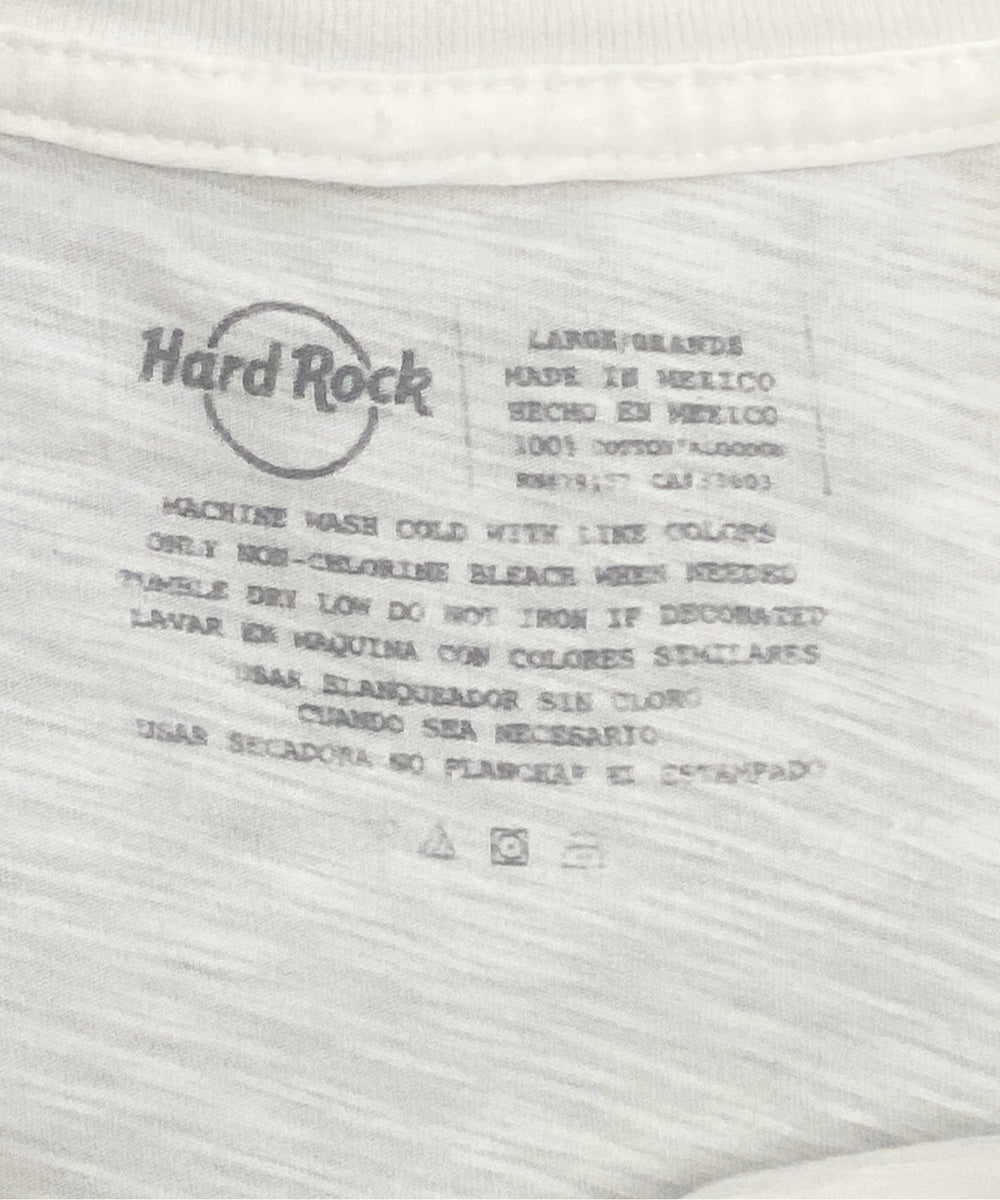 Hard Rock
LARGE/GRANDE
MADE IN MEXICO
HECHO EN MEXICO
100% COTTON/ALGODON
MACHINE WASH COLD WITH LIKE COLORS
ONLY NON-CHLORINE BLEACH WHEN NEEDED
TUMBLE DRY LOW DO NOT IRON IF DECORATED
LAVAR EN MAQUINA CON COLORES SIMILARES
USAR BLANQUEADOR SIN CLORO
CUANDO SEA NECESARIO
USAR SECADORA NO PLANCHAR EL ESTAMPADO